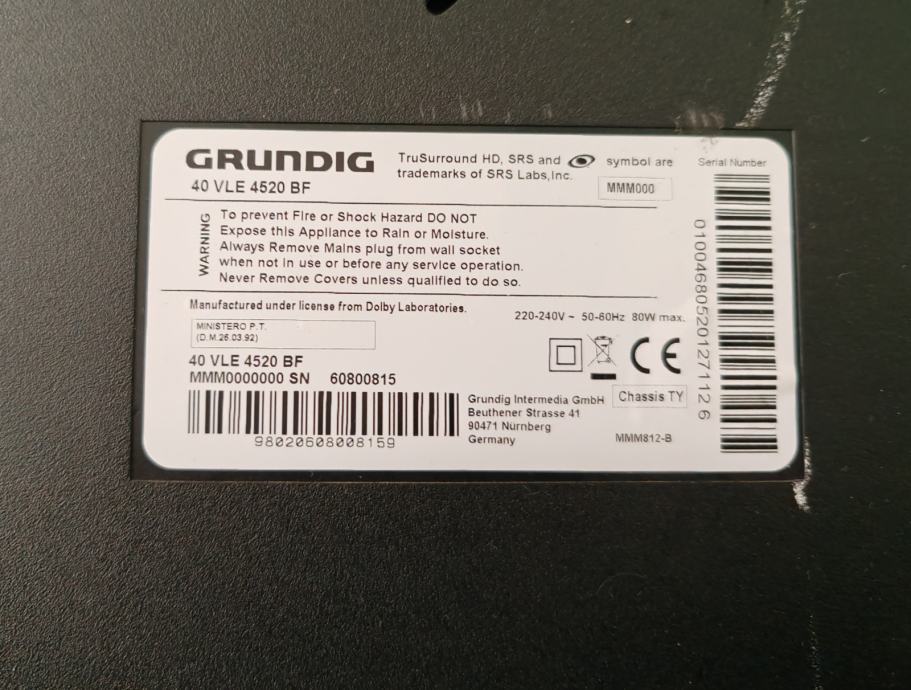 GRUNDIG
40 VLE 4520 BF
TruSurround HD, SRS and symbol are
trademarks of SRS Labs,Inc.
MMM000
Serial Number
WARNING
To prevent Fire or Shock Hazard DO NOT
Expose this Appliance to Rain or Moisture.
Always Remove Mains plug from wall socket
when not in use or before any service operation.
Never Remove Covers unless qualified to do so.
Manufactured under license from Dolby Laboratories.
MINISTERO P.T.
(D.M.26.03.92)
220-240V ~ 50-60Hz 80W max.
CE
40 VLE 4520 BF
MMM0000000 SN 60800815
98020608008159
Grundig Intermedia GmbH
Beuthener Strasse 41
90471 Nürnberg
Germany
Chassis TY
MMM812-B
01004680520127112 6